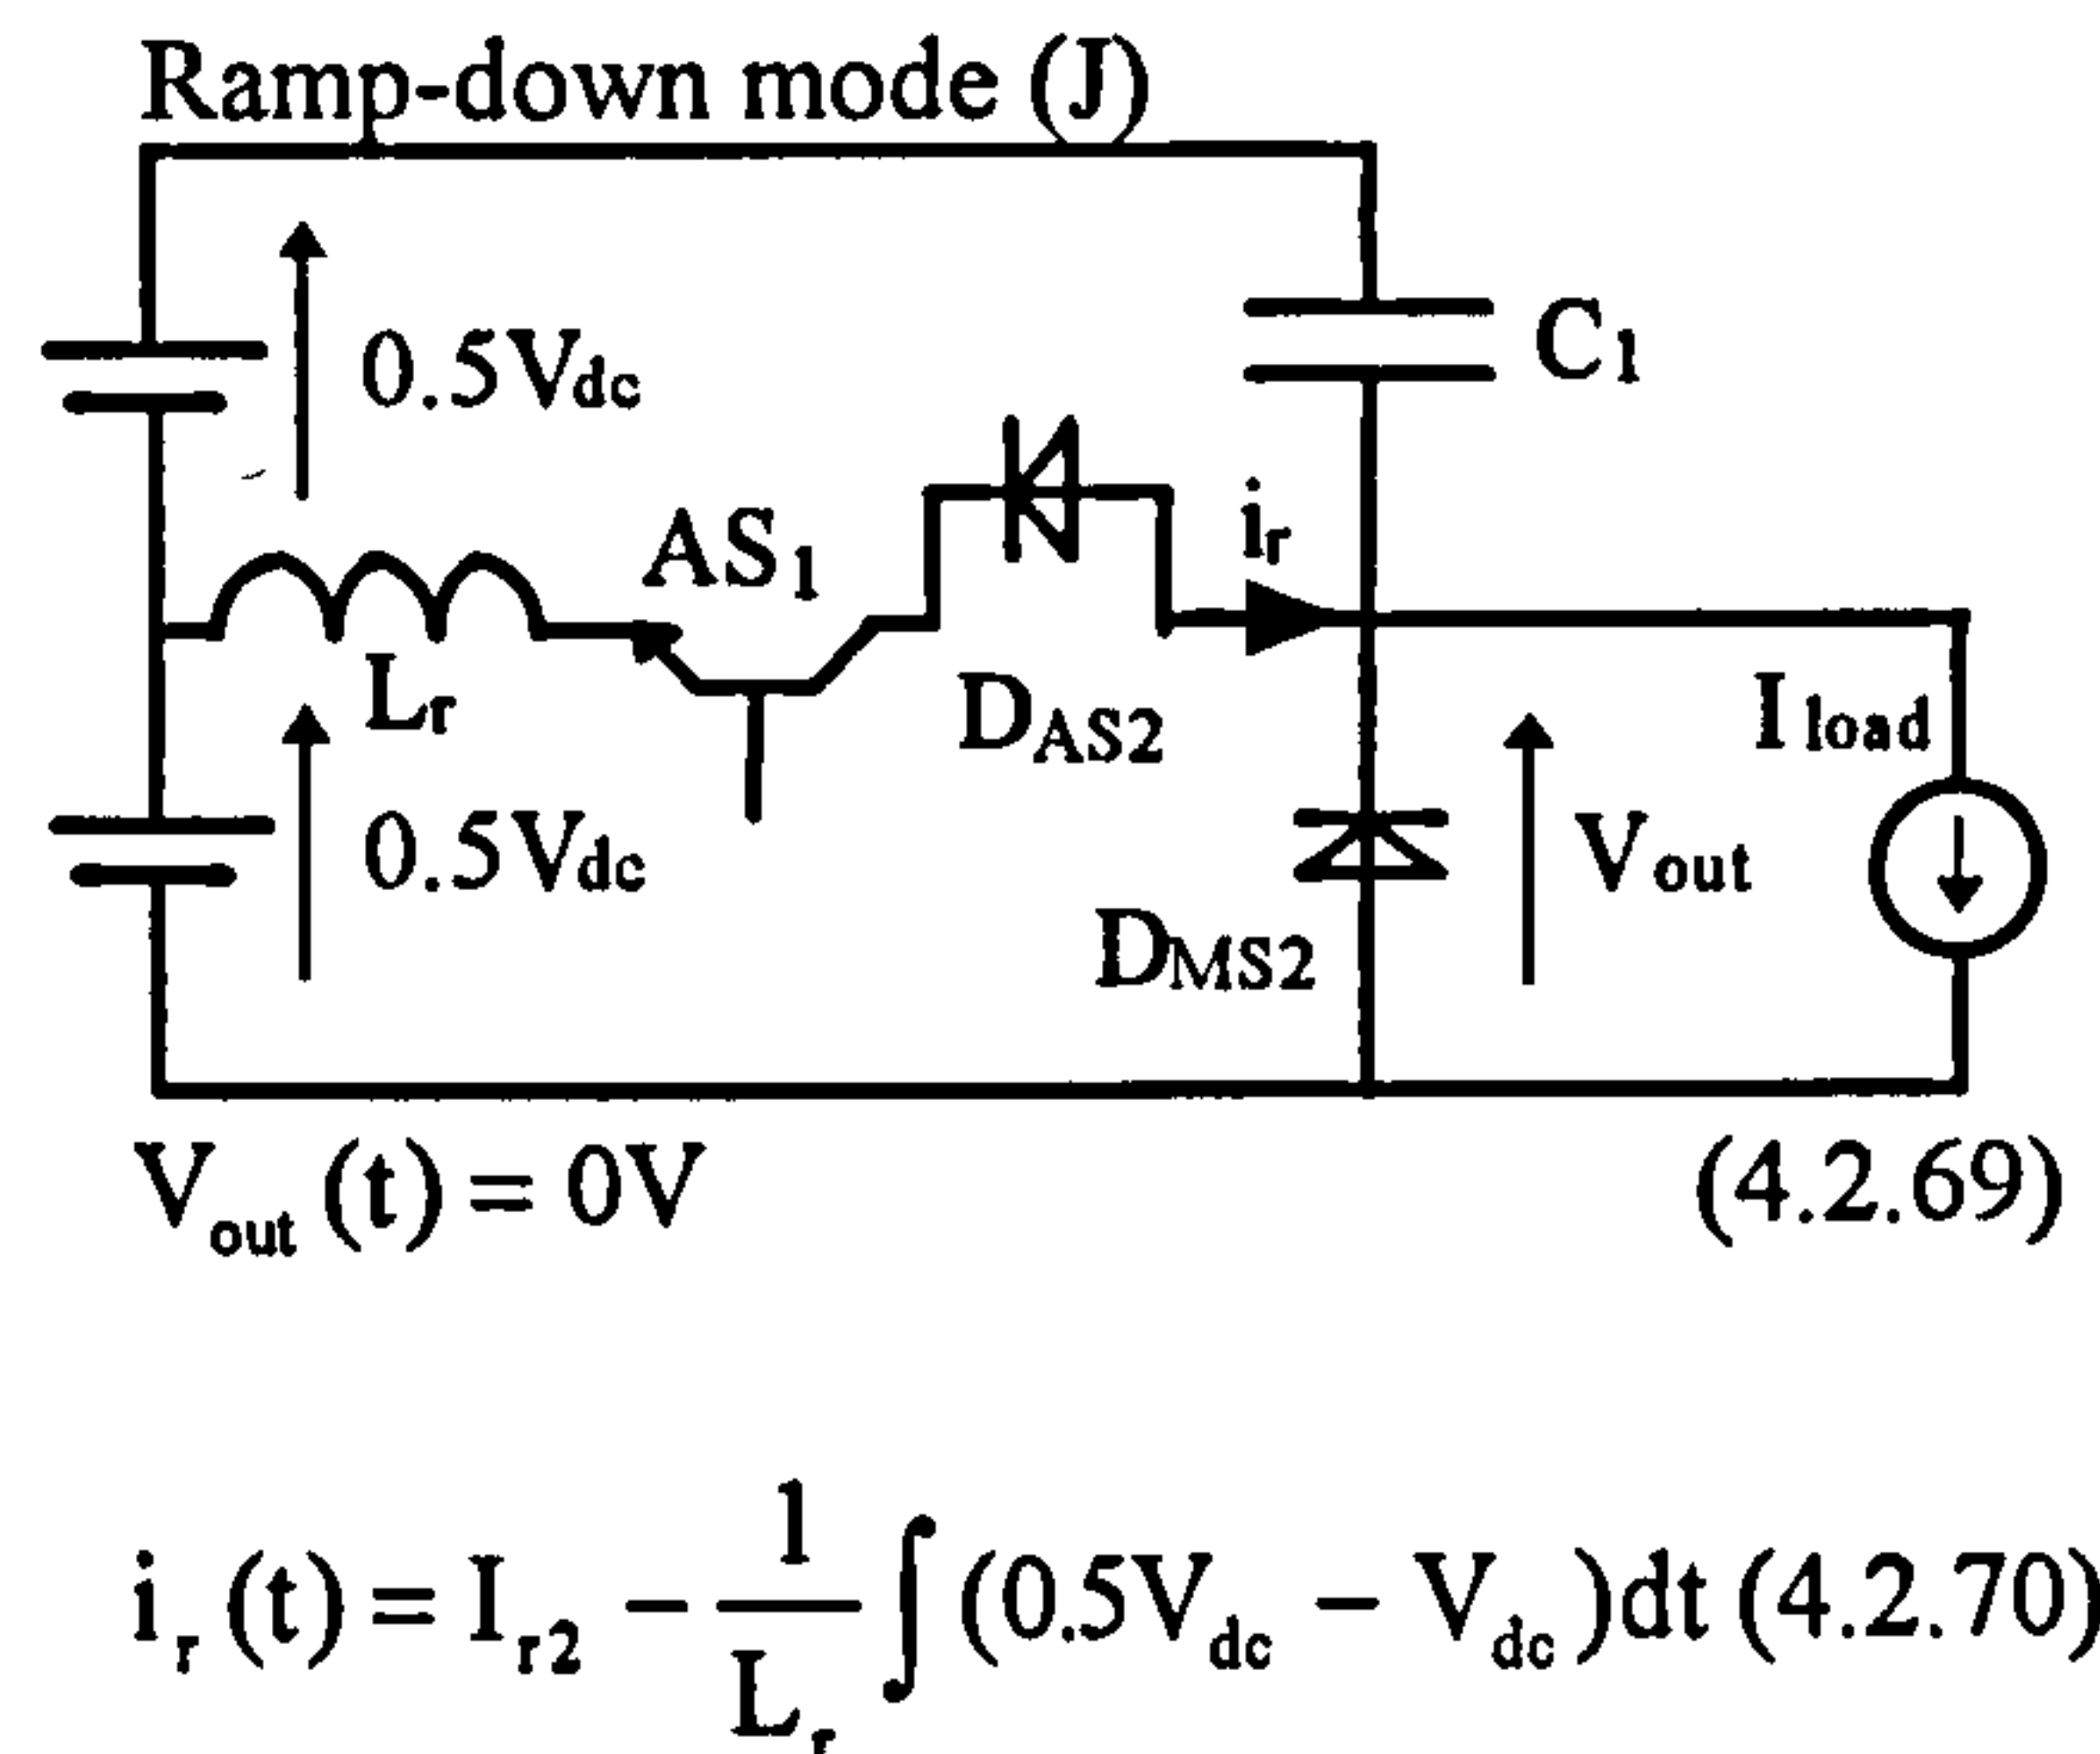 Ramp-down mode (J)
0.5Vdc
C1
AS1
ir
Lr
DAS2
Iload
0.5Vdc
Vout
DMS2
Vout (t) = 0V (4.2.69)
ir (t) = Ir2 − 1/Lr ∫ (0.5Vdc − Vdc )dt (4.2.70)